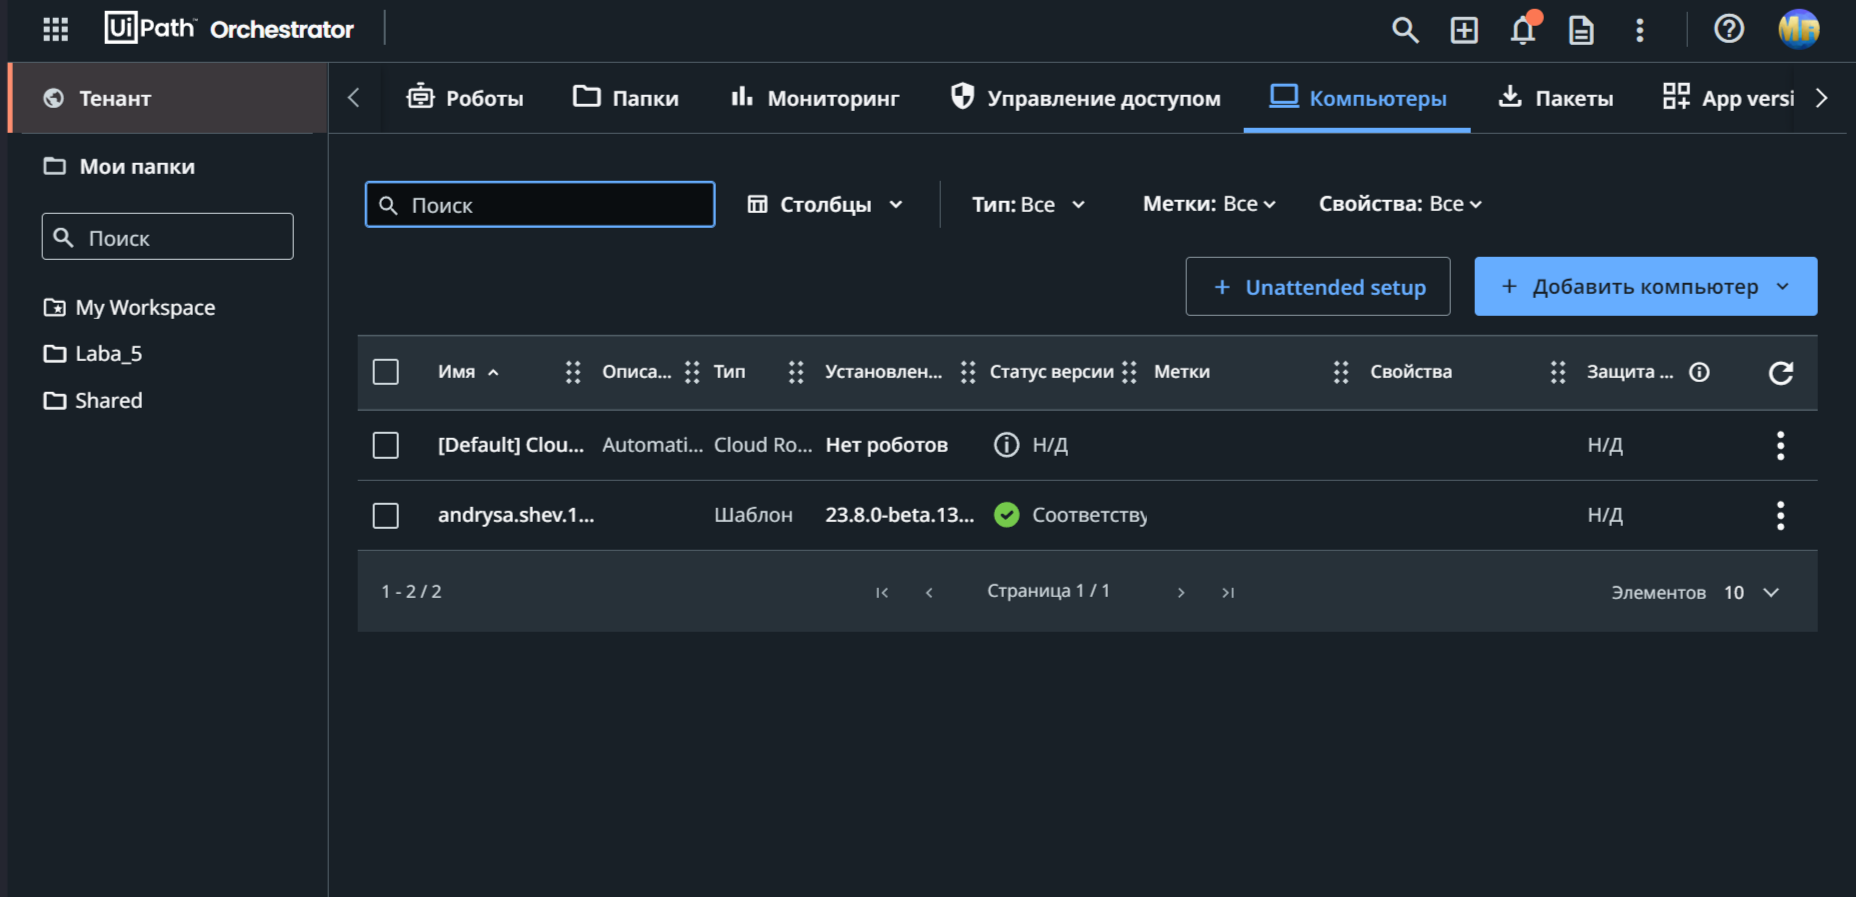 UiPath™ Orchestrator
MR
Тенант
Роботы
Папки
Мониторинг
Управление доступом
Компьютеры
Пакеты
App versi
Мои папки
Поиск
My Workspace
Laba_5
Shared
Поиск
Столбцы
Тип: Все
Метки: Все
Свойства: Все
+ Unattended setup
+ Добавить компьютер
Имя Описа... Тип Установлен... Статус версии Метки Свойства Защита ...
[Default] Clou... Automati... Cloud Ro... Нет роботов Н/Д Н/Д
andrysa.shev.1... Шаблон 23.8.0-beta.13... Соответству Н/Д
1 - 2 / 2 Страница 1 / 1 Элементов 10